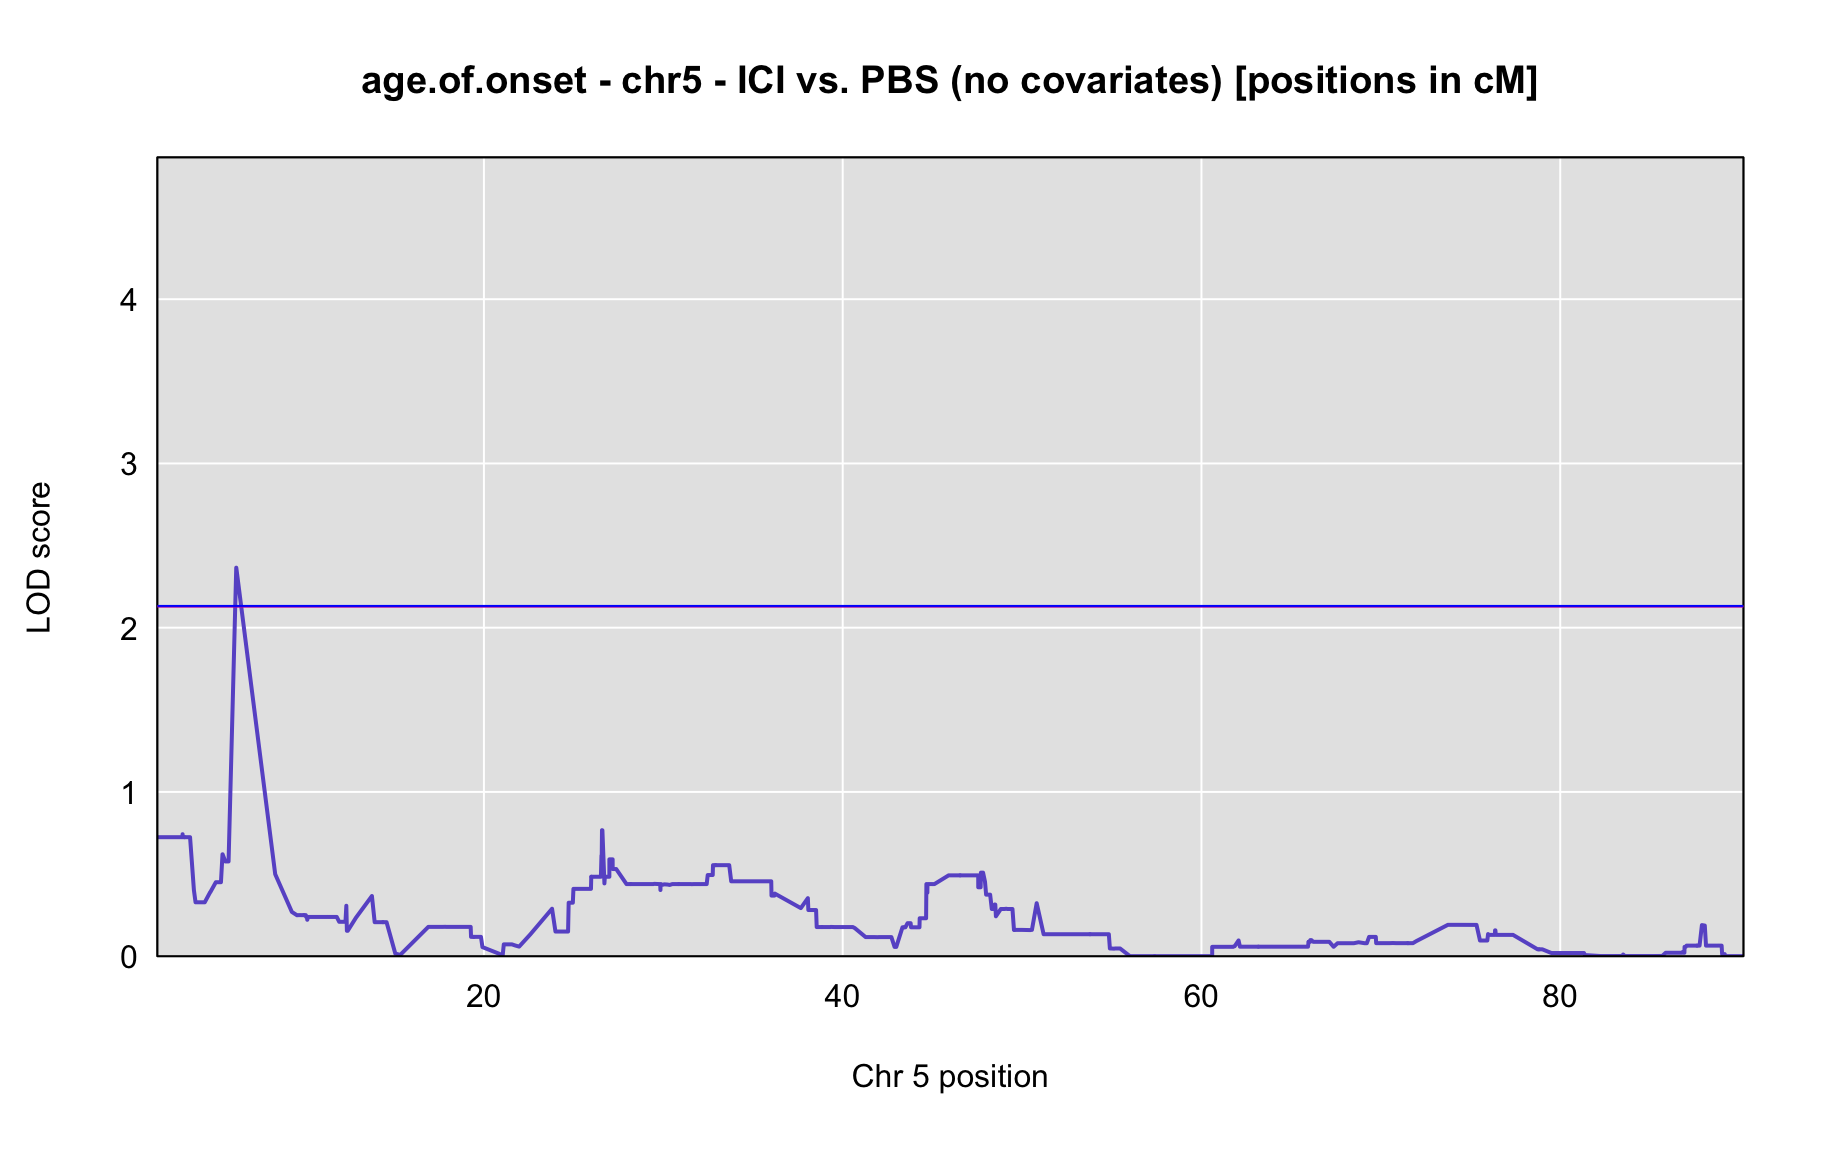 age.of.onset - chr5 - ICI vs. PBS (no covariates) [positions in cM]
4
3
2
1
0
LOD score
20 40 60 80
Chr 5 position